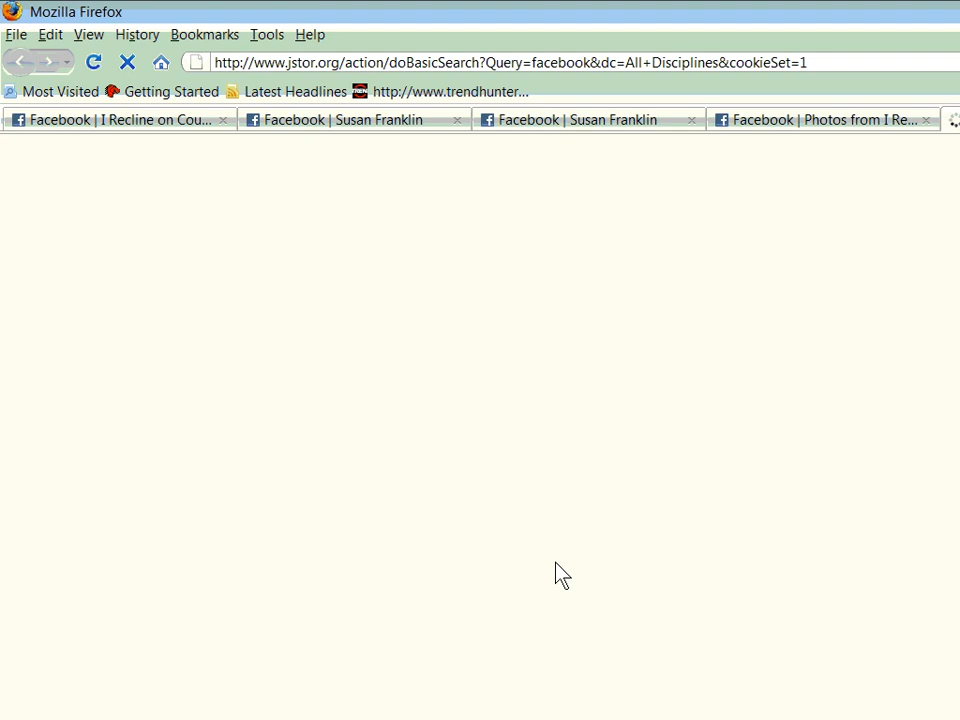 Mozilla Firefox
File Edit View History Bookmarks Tools Help
http://www.jstor.org/action/doBasicSearch?Query=facebook&dc=All+Disciplines&cookieSet=1
Most Visited Getting Started Latest Headlines http://www.trendhunter...
Facebook | I Recline on Cou... Facebook | Susan Franklin Facebook | Susan Franklin Facebook | Photos from I Re...